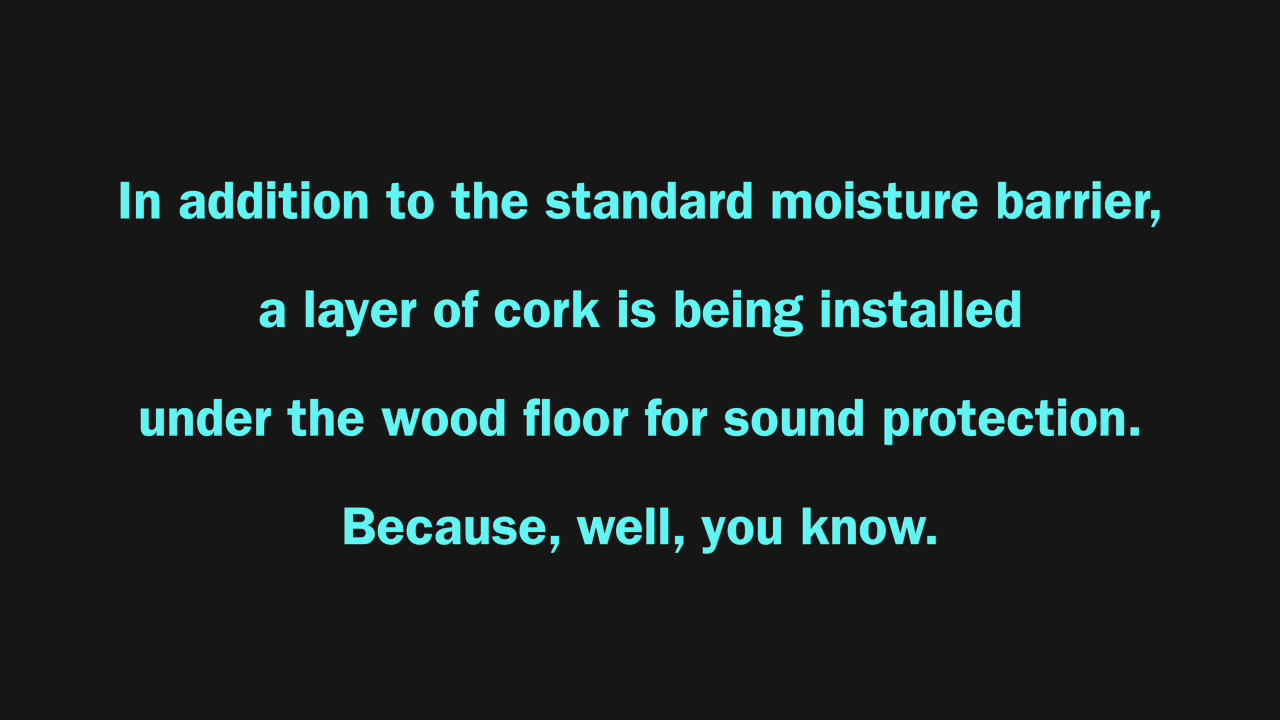 In addition to the standard moisture barrier,
a layer of cork is being installed
under the wood floor for sound protection.
Because, well, you know.